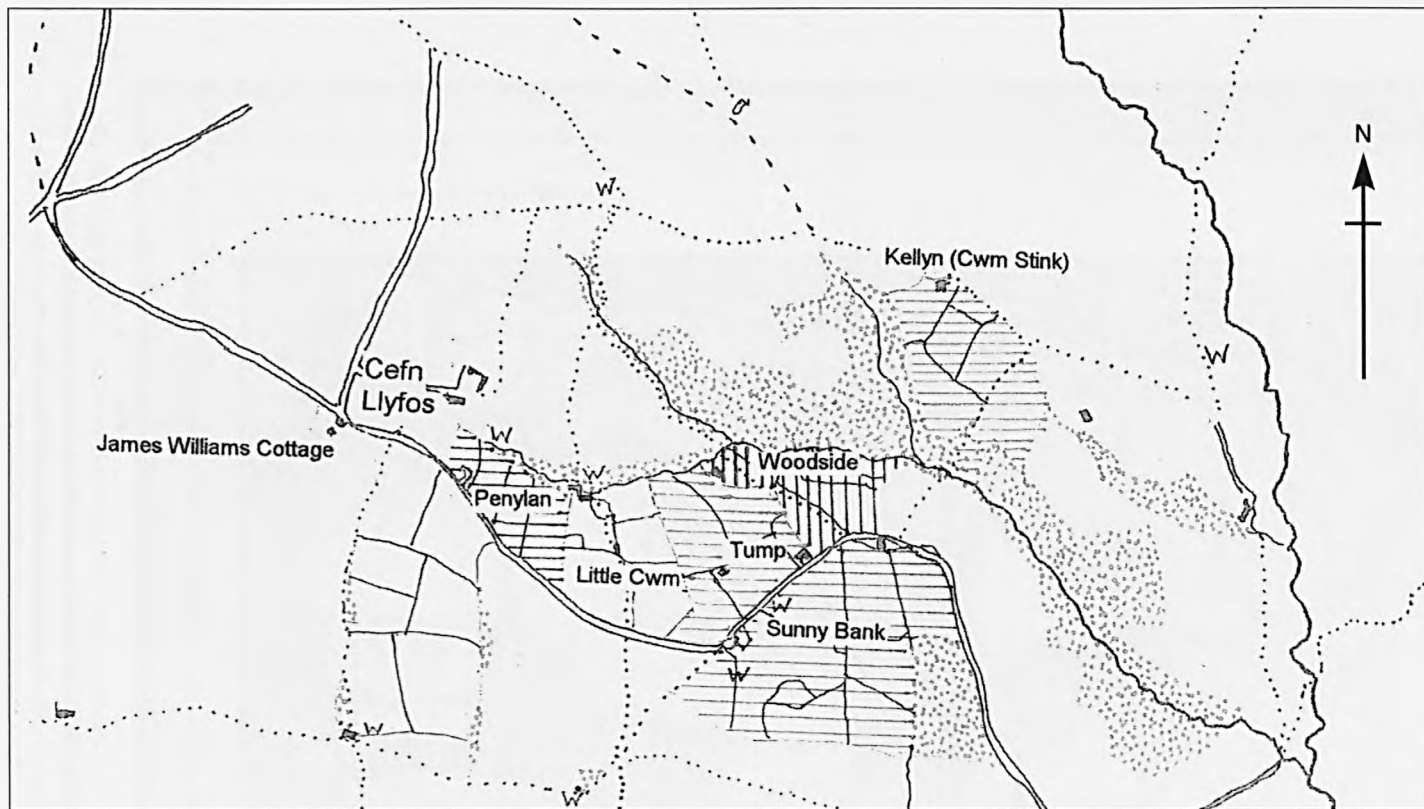 N
W
Kellyn (Cwm Stink)
W
Cefn
Llyfos
James Williams Cottage
W
W
Woodside
Penylan
Tump
Little Cwm
W
Sunny Bank
W
W
W